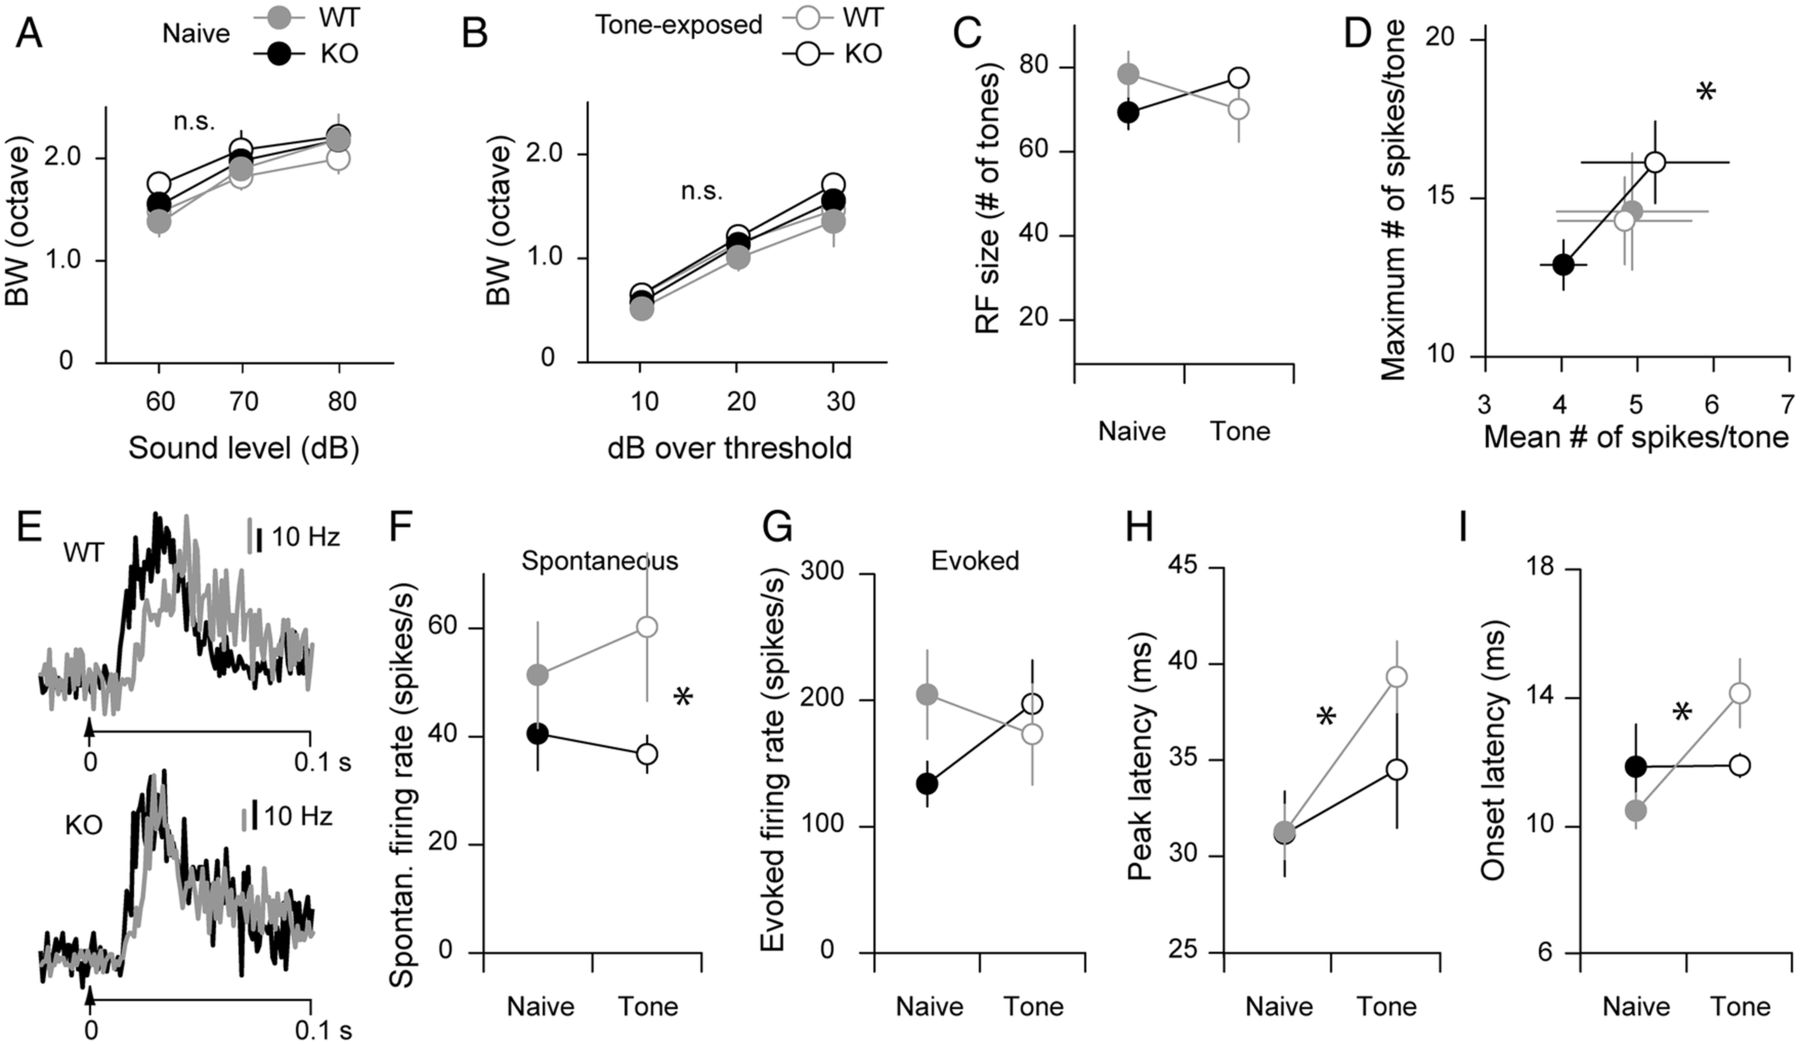 A
Naive
WT
KO
BW (octave)
2.0
1.0
0
n.s.
60 70 80
Sound level (dB)
B
Tone-exposed
WT
KO
BW (octave)
2.0
1.0
0
n.s.
10 20 30
dB over threshold
C
RF size (# of tones)
80
60
40
20
Naive Tone
D
Maximum # of spikes/tone
20
15
10
*
3 4 5 6 7
Mean # of spikes/tone
E
WT
10 Hz
0 0.1 s
KO
10 Hz
0 0.1 s
F
Spontaneous
Spontan. firing rate (spikes/s)
60
40
20
0
*
Naive Tone
G
Evoked
Evoked firing rate (spikes/s)
300
200
100
0
Naive Tone
H
Peak latency (ms)
45
40
35
30
25
*
Naive Tone
I
Onset latency (ms)
18
14
10
6
*
Naive Tone